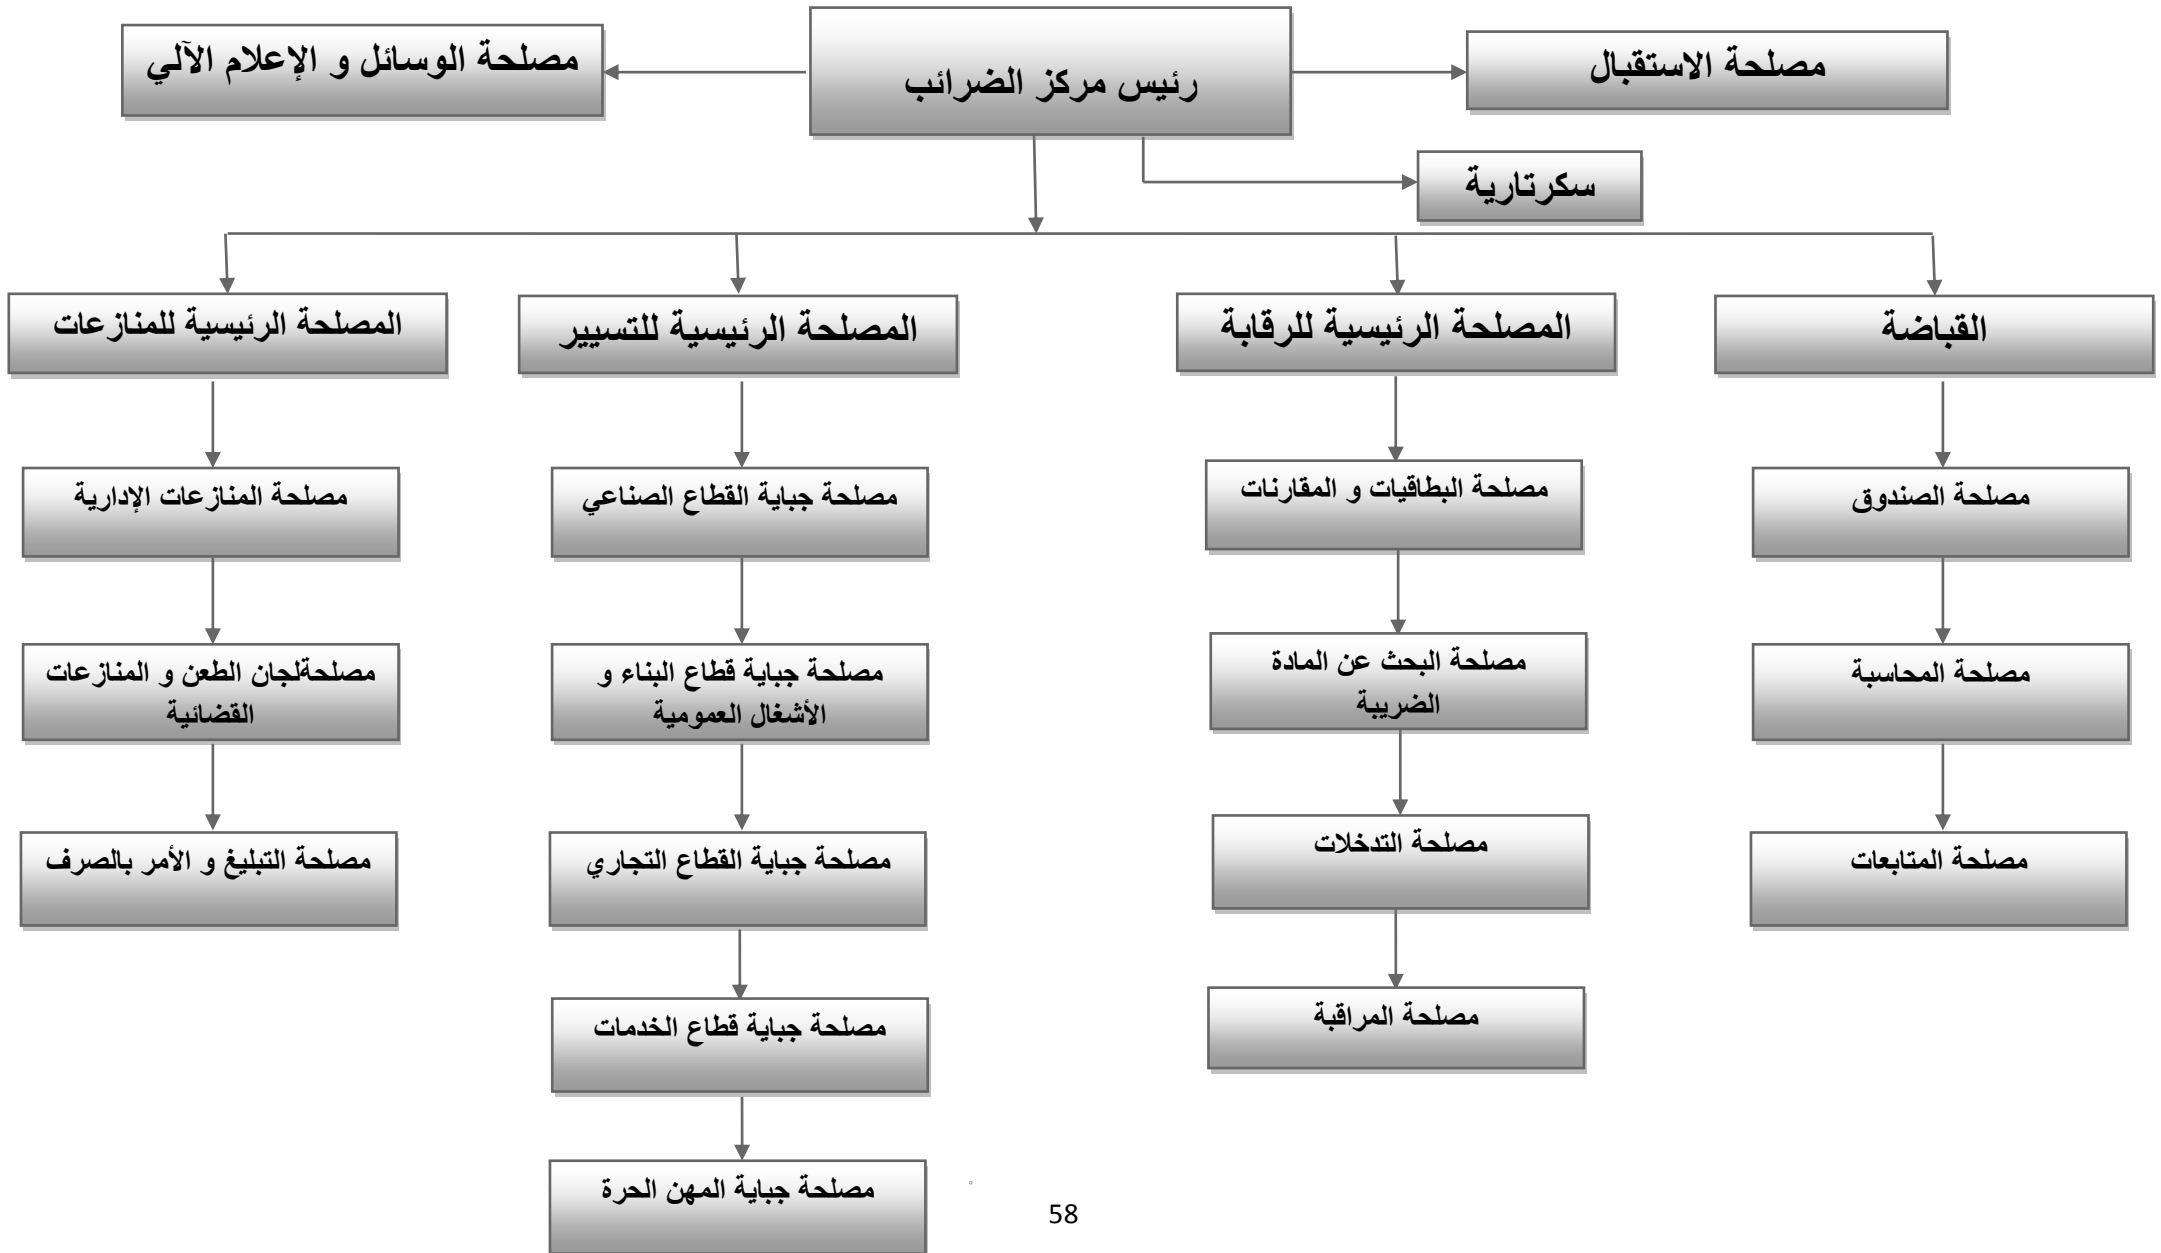 مصلحة الاستقبال
رئيس مركز الضرائب
مصلحة الوسائل و الإعلام الآلي
سكرتارية
القباضة
المصلحة الرئيسية للرقابة
المصلحة الرئيسية للتسيير
المصلحة الرئيسية للمنازعات
مصلحة الصندوق
مصلحة البطاقيات و المقارنات
مصلحة جباية القطاع الصناعي
مصلحة المنازعات الإدارية
مصلحة المحاسبة
مصلحة البحث عن المادة
الضريبة
مصلحة جباية قطاع البناء و
الأشغال العمومية
مصلحةلجان الطعن و المنازعات
القضائية
مصلحة المتابعات
مصلحة التدخلات
مصلحة جباية القطاع التجاري
مصلحة التبليغ و الأمر بالصرف
مصلحة المراقبة
مصلحة جباية قطاع الخدمات
مصلحة جباية المهن الحرة
58